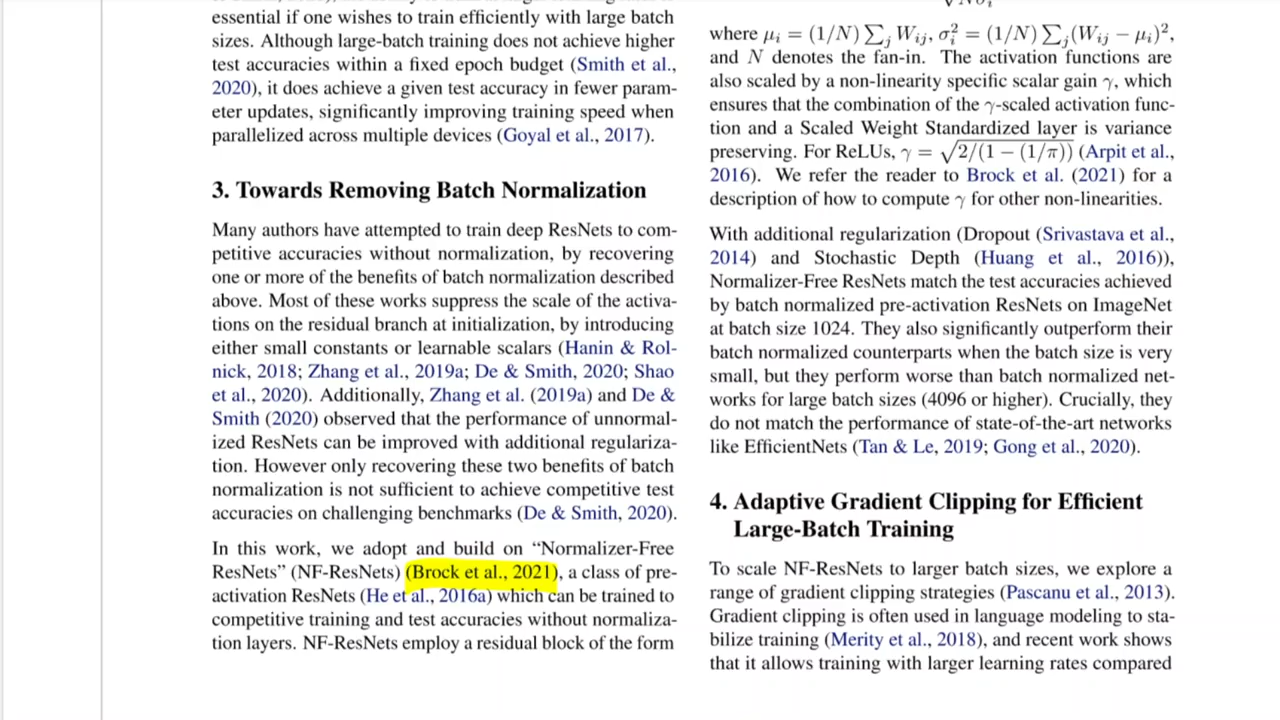 essential if one wishes to train efficiently with large batch
sizes. Although large-batch training does not achieve higher
test accuracies within a fixed epoch budget (Smith et al.,
2020), it does achieve a given test accuracy in fewer param-
eter updates, significantly improving training speed when
parallelized across multiple devices (Goyal et al., 2017).
3. Towards Removing Batch Normalization
Many authors have attempted to train deep ResNets to com-
petitive accuracies without normalization, by recovering
one or more of the benefits of batch normalization described
above. Most of these works suppress the scale of the activa-
tions on the residual branch at initialization, by introducing
either small constants or learnable scalars (Hanin & Rol-
nick, 2018; Zhang et al., 2019a; De & Smith, 2020; Shao
et al., 2020). Additionally, Zhang et al. (2019a) and De &
Smith (2020) observed that the performance of unnormal-
ized ResNets can be improved with additional regulariza-
tion. However only recovering these two benefits of batch
normalization is not sufficient to achieve competitive test
accuracies on challenging benchmarks (De & Smith, 2020).
In this work, we adopt and build on “Normalizer-Free
ResNets” (NF-ResNets) (Brock et al., 2021), a class of pre-
activation ResNets (He et al., 2016a) which can be trained to
competitive training and test accuracies without normaliza-
tion layers. NF-ResNets employ a residual block of the form
where μᵢ = (1/N) ∑ⱼ Wᵢⱼ, σᵢ² = (1/N) ∑ⱼ(Wᵢⱼ − μᵢ)²,
and N denotes the fan-in. The activation functions are
also scaled by a non-linearity specific scalar gain γ, which
ensures that the combination of the γ-scaled activation func-
tion and a Scaled Weight Standardized layer is variance
preserving. For ReLUs, γ = √2/(1 − (1/π)) (Arpit et al.,
2016). We refer the reader to Brock et al. (2021) for a
description of how to compute γ for other non-linearities.
With additional regularization (Dropout (Srivastava et al.,
2014) and Stochastic Depth (Huang et al., 2016)),
Normalizer-Free ResNets match the test accuracies achieved
by batch normalized pre-activation ResNets on ImageNet
at batch size 1024. They also significantly outperform their
batch normalized counterparts when the batch size is very
small, but they perform worse than batch normalized net-
works for large batch sizes (4096 or higher). Crucially, they
do not match the performance of state-of-the-art networks
like EfficientNets (Tan & Le, 2019; Gong et al., 2020).
4. Adaptive Gradient Clipping for Efficient
Large-Batch Training
To scale NF-ResNets to larger batch sizes, we explore a
range of gradient clipping strategies (Pascanu et al., 2013).
Gradient clipping is often used in language modeling to sta-
bilize training (Merity et al., 2018), and recent work shows
that it allows training with larger learning rates compared